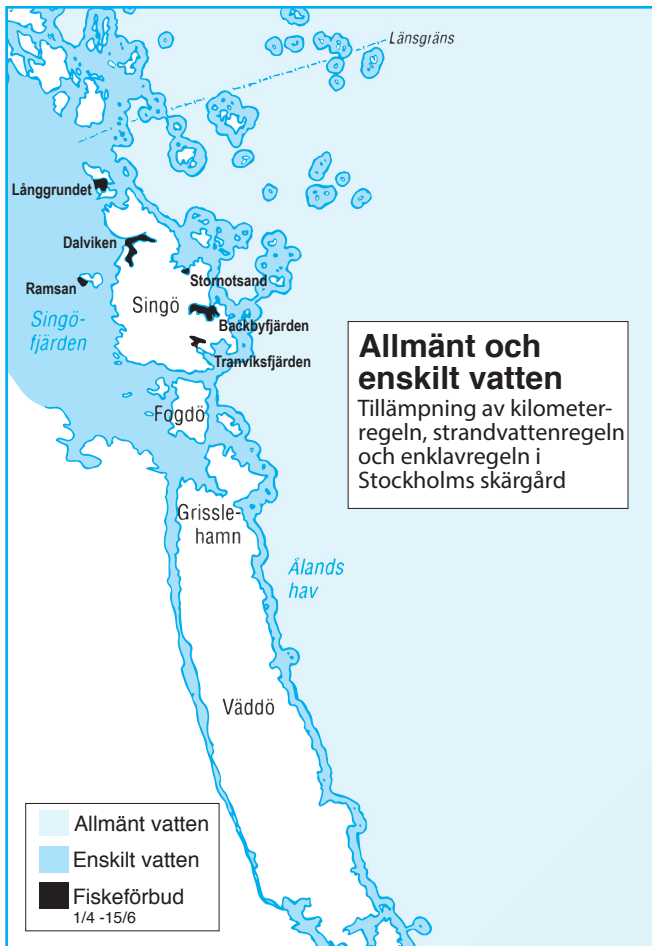 Länsgräns
Långgrundet
Dalviken
Ramsan
Stornotsand
Singö
Backbyfjärden
Singö-
fjärden
Tranviksfjärden
Allmänt och
enskilt vatten
Tillämpning av kilometer-
regeln, strandvattenregeln
och enklavregeln i
Stockholms skärgård
Fogdö
Grissle-
hamn
Ålands
hav
Väddö
Allmänt vatten
Enskilt vatten
Fiskeförbud
1/4 -15/6